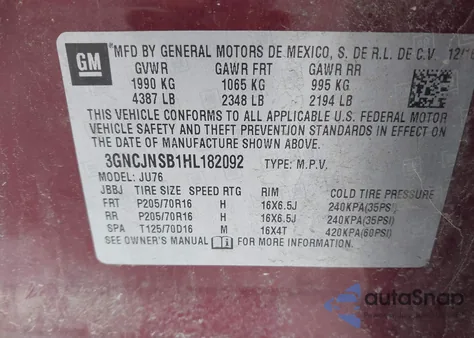 GM
MFD BY GENERAL MOTORS DE MEXICO, S. DE R.L. DE C.V. 12/16
GVWR GAWR FRT GAWR RR
1990 KG 1065 KG 995 KG
4387 LB 2348 LB 2194 LB
THIS VEHICLE CONFORMS TO ALL APPLICABLE U.S. FEDERAL MOTOR
VEHICLE SAFETY AND THEFT PREVENTION STANDARDS IN EFFECT ON
THE DATE OF MANUFACTURE SHOWN ABOVE.
3GNCJNSB1HL182092 TYPE: M.P.V.
MODEL: JU76
JBBJ TIRE SIZE SPEED RTG RIM COLD TIRE PRESSURE
FRT P205/70R16 H 16X6.5J 240KPA(35PSI)
RR P205/70R16 H 16X6.5J 240KPA(35PSI)
SPA T125/70D16 M 16X4T 420KPA(60PSI)
SEE OWNER'S MANUAL FOR MORE INFORMATION
autoSnap